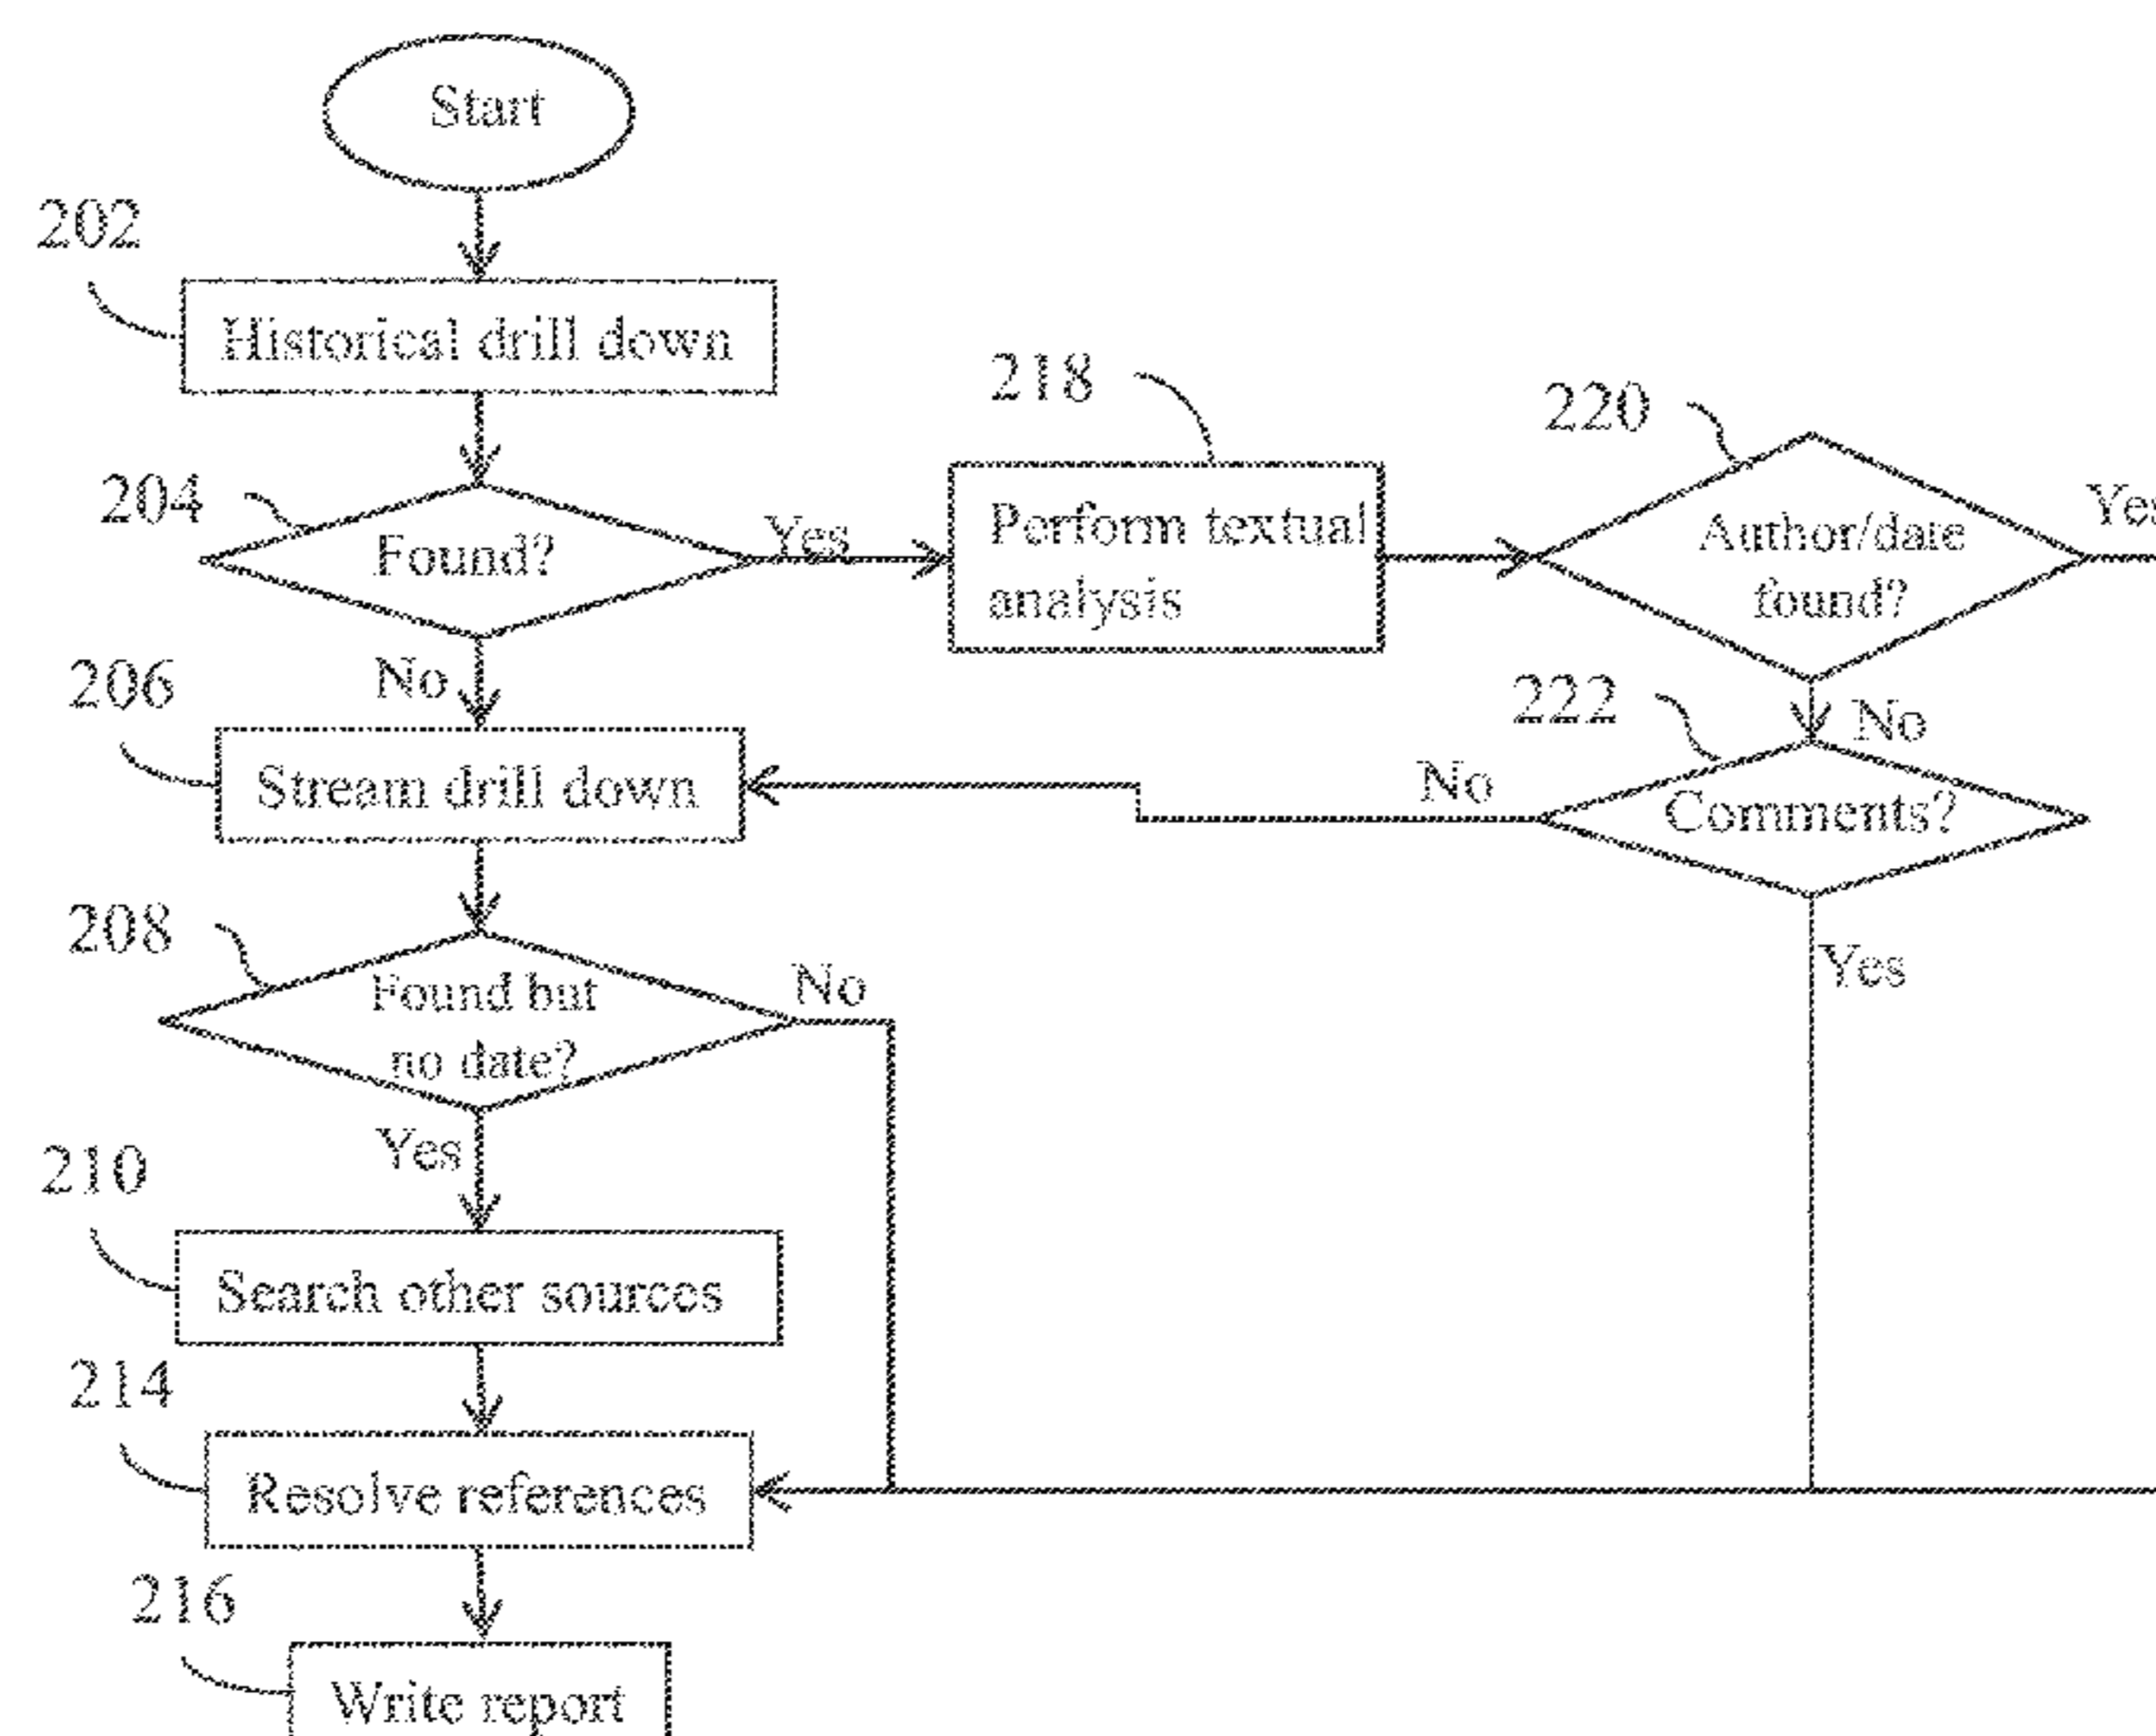 Start
202
Historical drill down
218
220
204
Found?
Yes
Perform textual
analysis
Author/date
found?
Yes
No
206
222
No
Stream drill down
No
Comments?
208
Found but
no date?
No
Yes
Yes
210
Search other sources
214
Resolve references
216
Write report